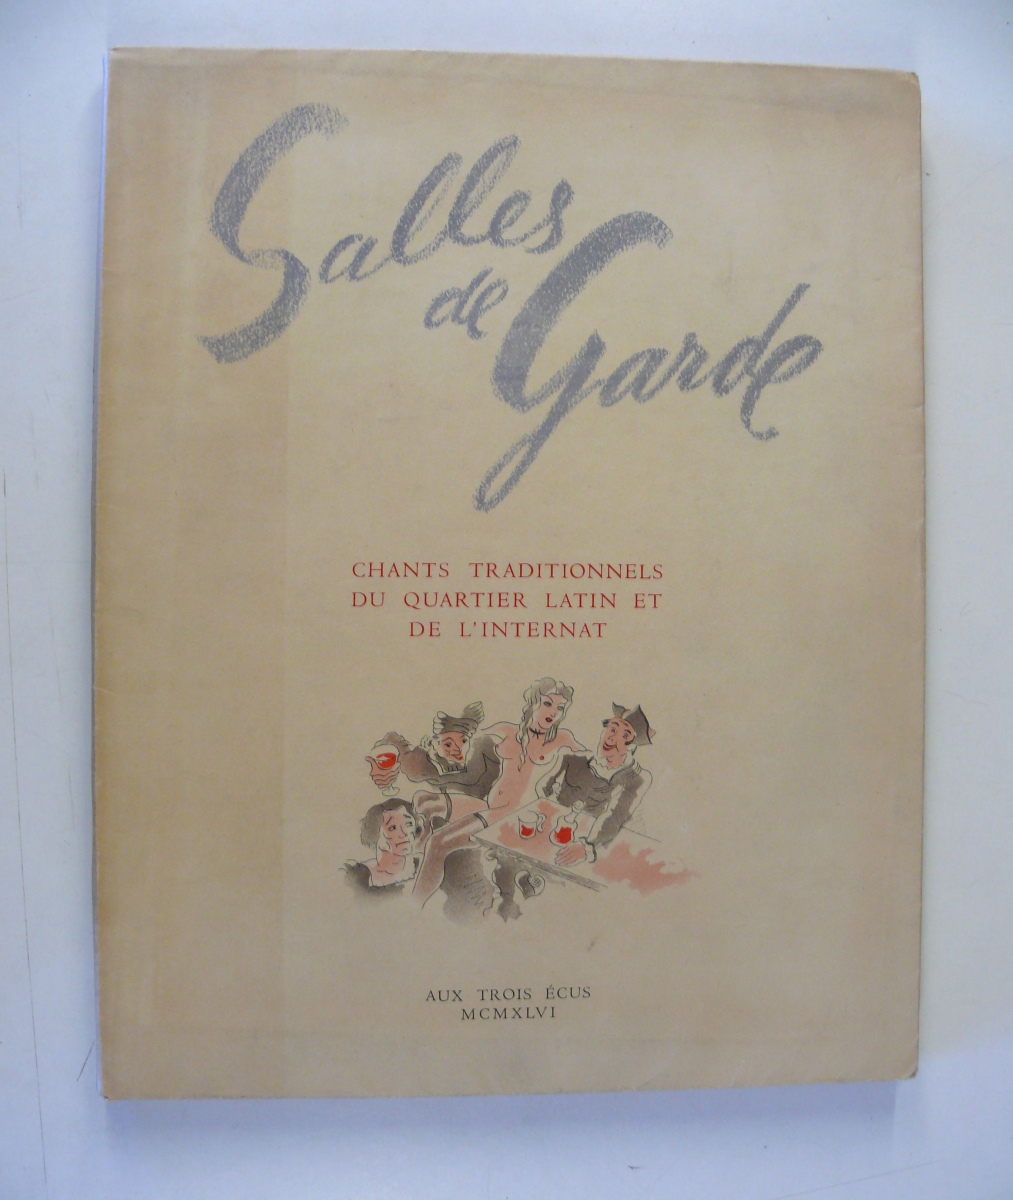 Salles
de
Garde
CHANTS TRADITIONNELS
DU QUARTIER LATIN ET
DE L'INTERNAT
AUX TROIS ÉCUS
MCMXLVI